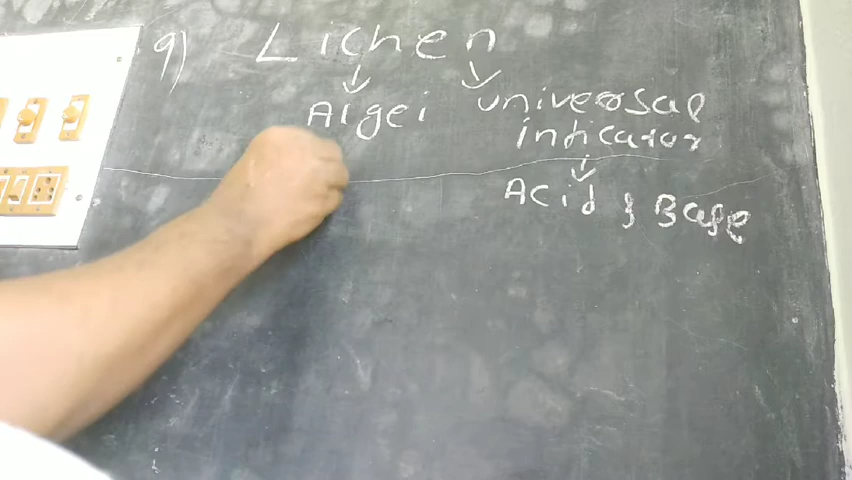 9) Lichen
Algei universal
indicator
Acid & Base